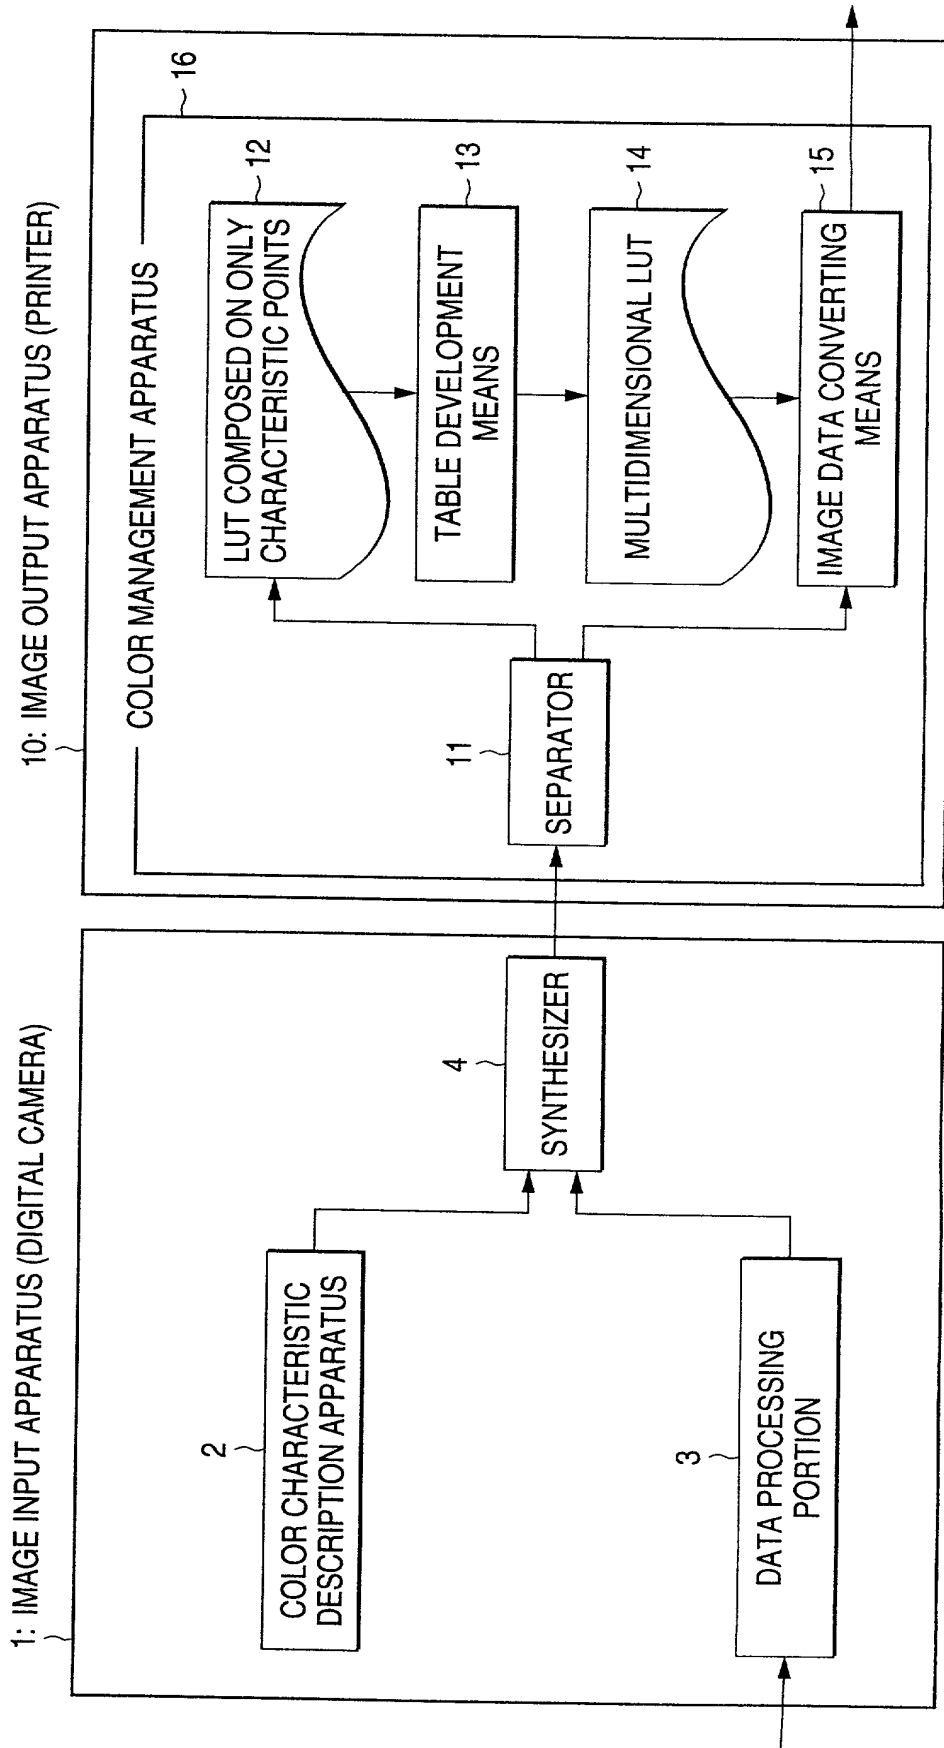 1: IMAGE INPUT APPARATUS (DIGITAL CAMERA)
2
COLOR CHARACTERISTIC
DESCRIPTION APPARATUS
3
DATA PROCESSING
PORTION
4
SYNTHESIZER
10: IMAGE OUTPUT APPARATUS (PRINTER)
COLOR MANAGEMENT APPARATUS
16
11
SEPARATOR
12
LUT COMPOSED ON ONLY
CHARACTERISTIC POINTS
13
TABLE DEVELOPMENT
MEANS
14
MULTIDIMENSIONAL LUT
15
IMAGE DATA CONVERTING
MEANS